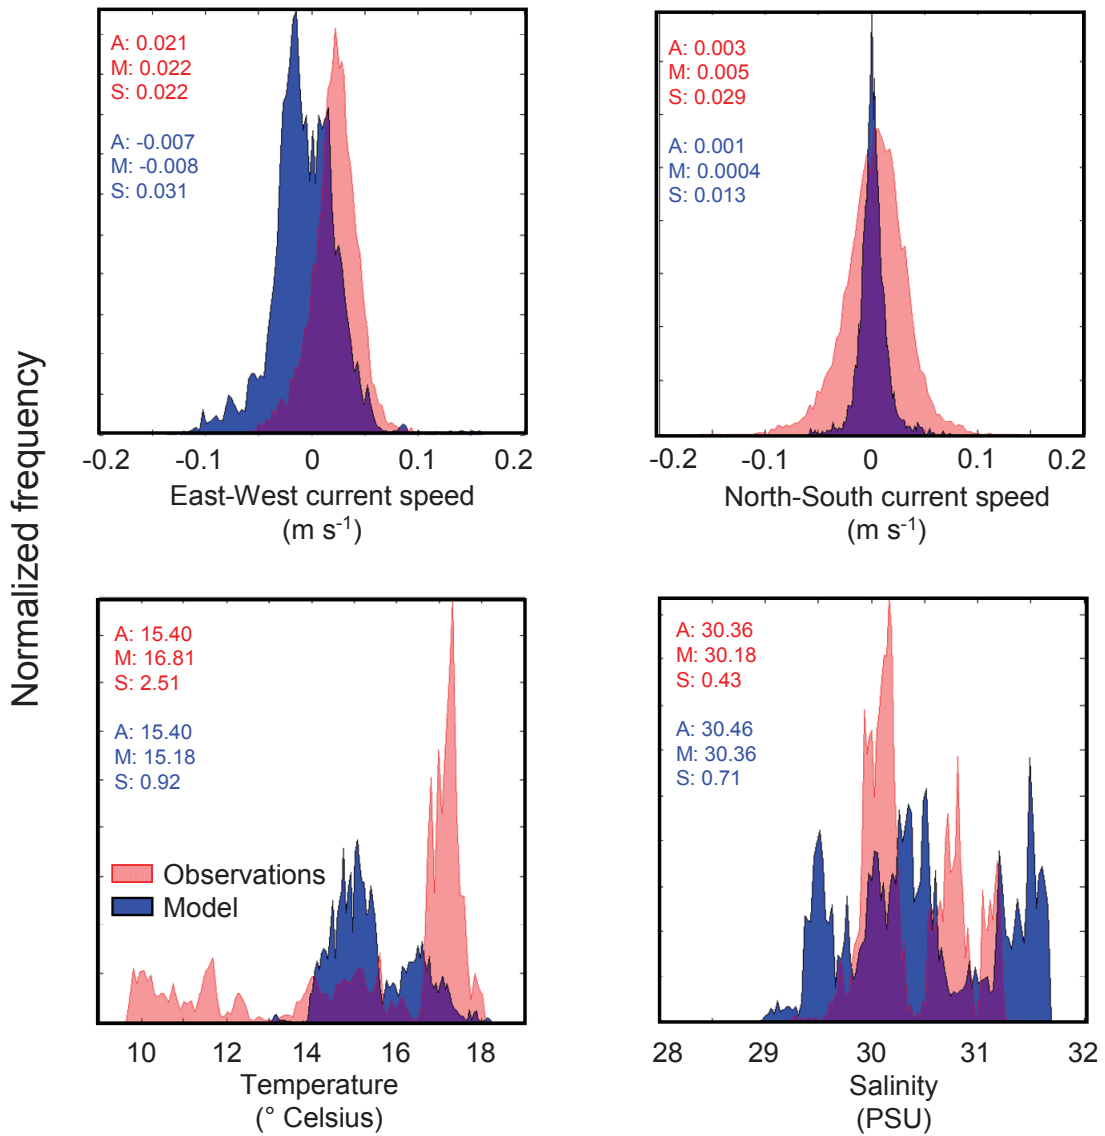 Normalized frequency
A: 0.021
M: 0.022
S: 0.022
A: -0.007
M: -0.008
S: 0.031
-0.2 -0.1 0 0.1 0.2
East-West current speed
(m s-1)
A: 0.003
M: 0.005
S: 0.029
A: 0.001
M: 0.0004
S: 0.013
-0.2 -0.1 0 0.1 0.2
North-South current speed
(m s-1)
A: 15.40
M: 16.81
S: 2.51
A: 15.40
M: 15.18
S: 0.92
Observations
Model
10 12 14 16 18
Temperature
(° Celsius)
A: 30.36
M: 30.18
S: 0.43
A: 30.46
M: 30.36
S: 0.71
28 29 30 31 32
Salinity
(PSU)